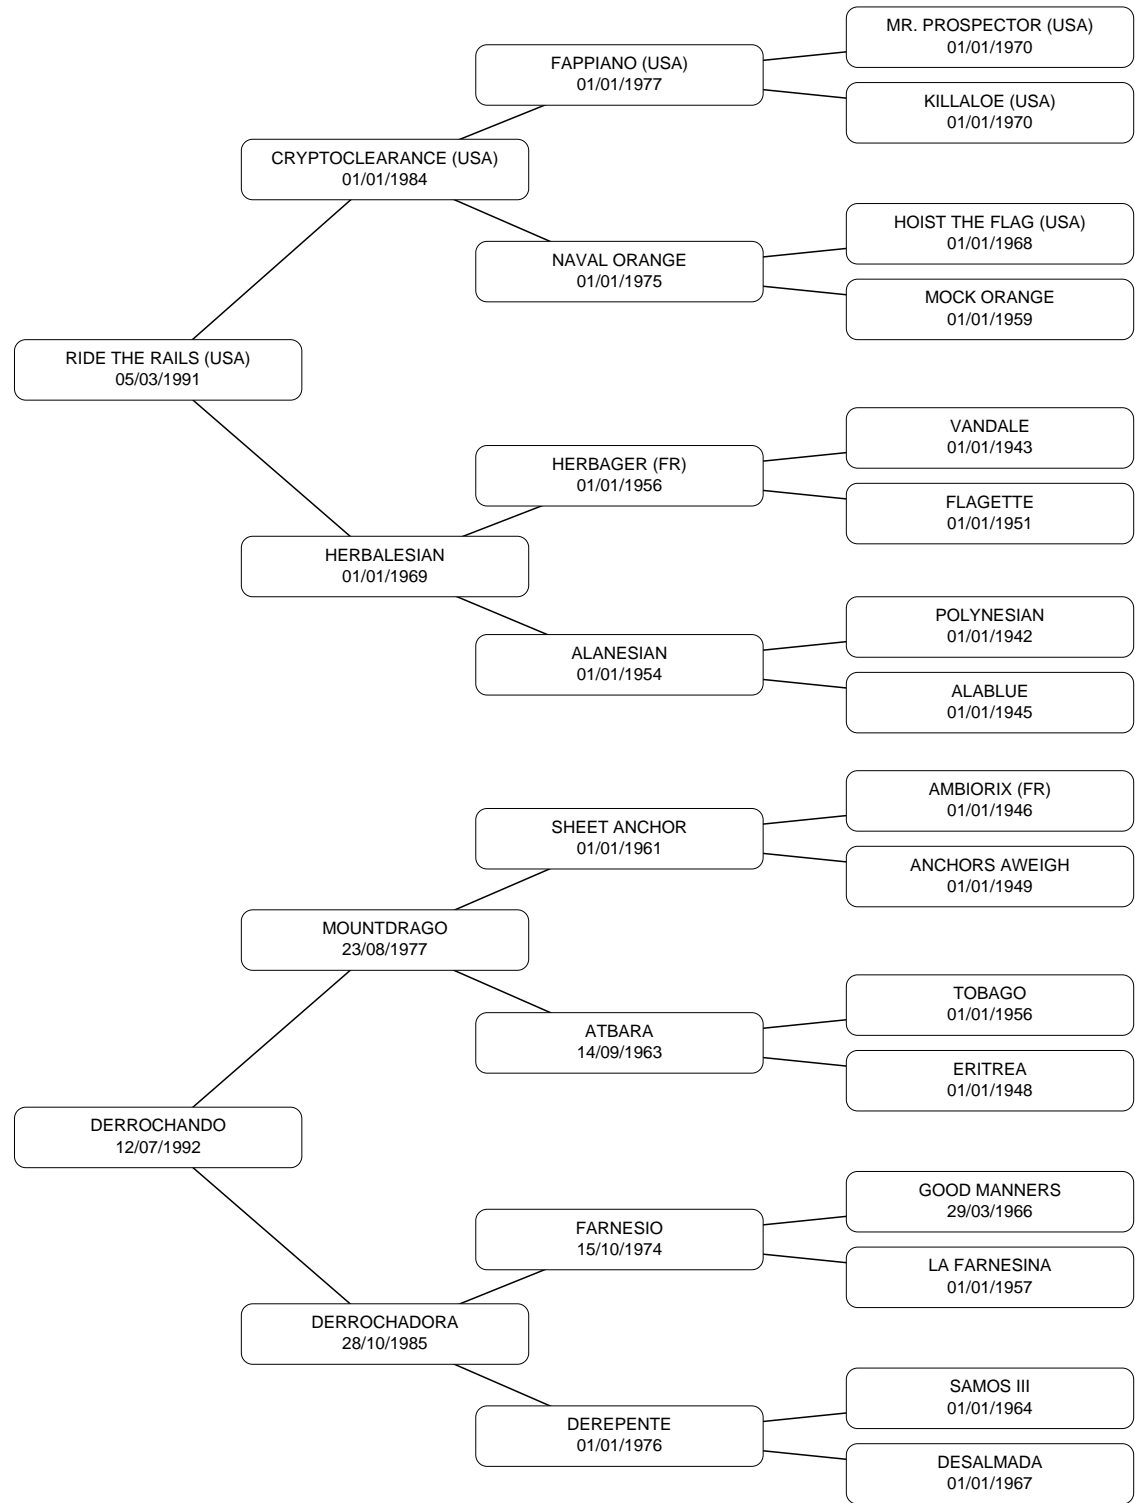 MR. PROSPECTOR (USA)
01/01/1970
FAPPIANO (USA)
01/01/1977
KILLALOE (USA)
01/01/1970
CRYPTOCLEARANCE (USA)
01/01/1984
HOIST THE FLAG (USA)
01/01/1968
NAVAL ORANGE
01/01/1975
MOCK ORANGE
01/01/1959
RIDE THE RAILS (USA)
05/03/1991
VANDALE
01/01/1943
HERBAGER (FR)
01/01/1956
FLAGETTE
01/01/1951
HERBALESIAN
01/01/1969
POLYNESIAN
01/01/1942
ALANESIAN
01/01/1954
ALABLUE
01/01/1945
AMBIORIX (FR)
01/01/1946
SHEET ANCHOR
01/01/1961
ANCHORS AWEIGH
01/01/1949
MOUNTDRAGO
23/08/1977
TOBAGO
01/01/1956
ATBARA
14/09/1963
ERITREA
01/01/1948
DERROCHANDO
12/07/1992
GOOD MANNERS
29/03/1966
FARNESIO
15/10/1974
LA FARNESINA
01/01/1957
DERROCHADORA
28/10/1985
SAMOS III
01/01/1964
DEREPENTE
01/01/1976
DESALMADA
01/01/1967